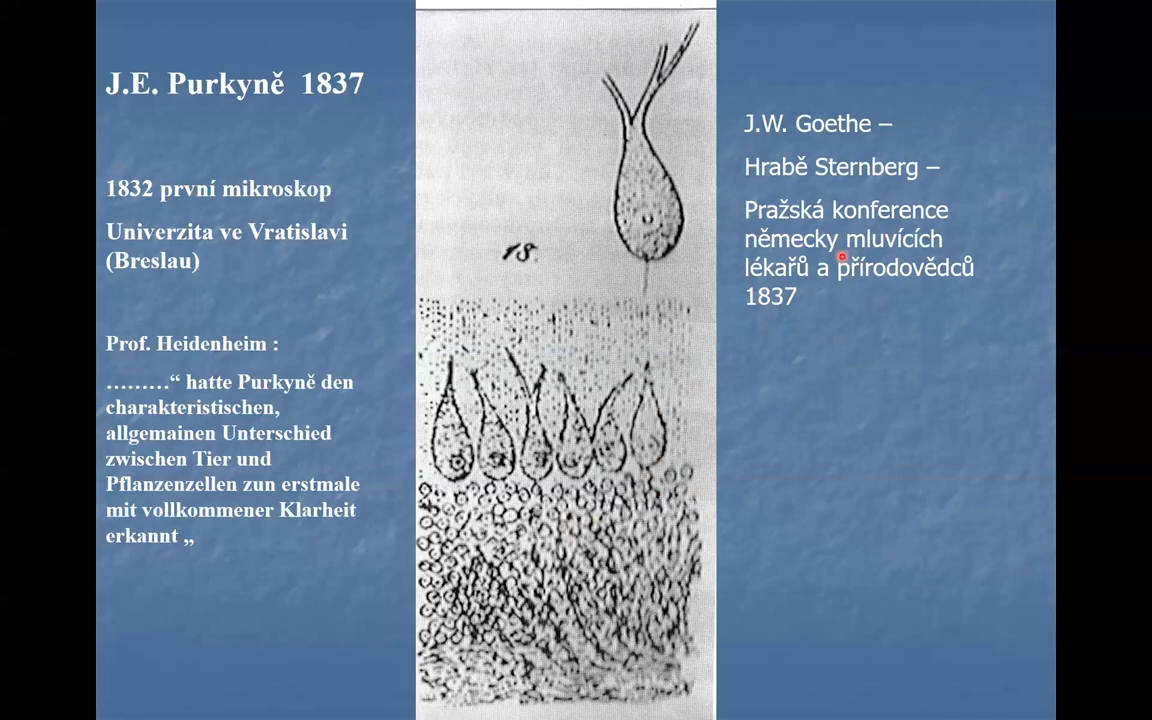 J.E. Purkyně 1837
1832 první mikroskop
Univerzita ve Vratislavi
(Breslau)
Prof. Heidenheim :
………“ hatte Purkyně den
charakteristischen,
allgemainen Unterschied
zwischen Tier und
Pflanzenzellen zun erstmale
mit vollkommener Klarheit
erkannt „
18.
J.W. Goethe –
Hrabě Sternberg –
Pražská konference
německy mluvících
lékařů a přírodovědců
1837